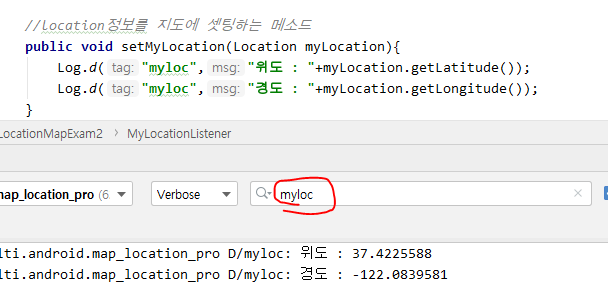 //location정보를 지도에 셋팅하는 메소드
public void setMyLocation(Location myLocation){
Log.d( tag: "myloc", msg: "위도 : "+myLocation.getLatitude());
Log.d( tag: "myloc", msg: "경도 : "+myLocation.getLongitude());
}
LocationMapExam2 › MyLocationListener
map_location_pro (6 Verbose myloc
lti.android.map_location_pro D/myloc: 위도 : 37.4225588
lti.android.map_location_pro D/myloc: 경도 : -122.0839581